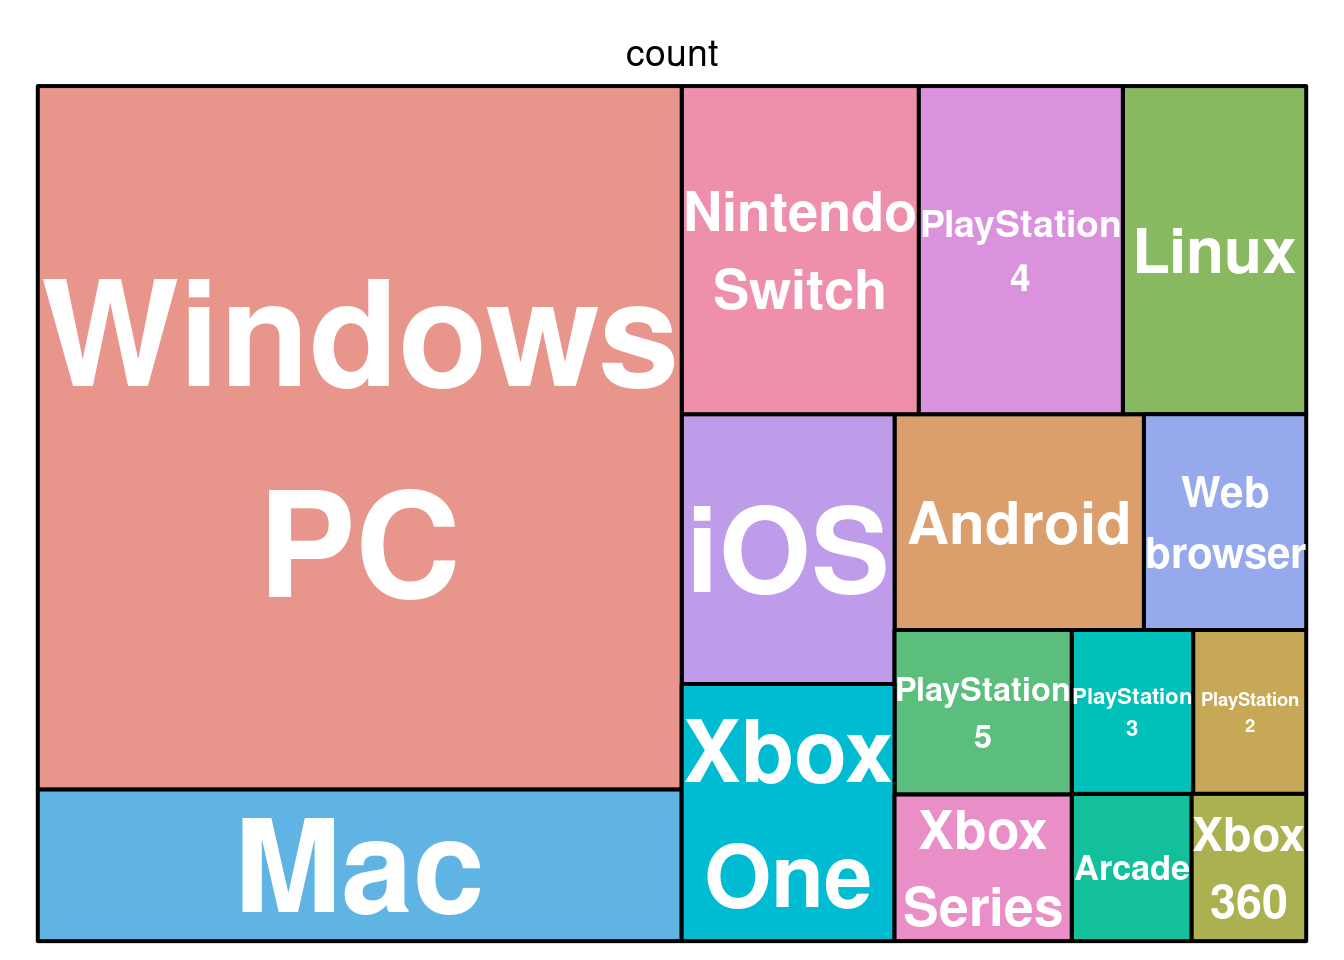 count
Windows
PC
Mac
Nintendo
Switch
PlayStation
4
Linux
iOS
Android
Web
browser
Xbox
One
PlayStation
5
PlayStation
3
PlayStation
2
Xbox
Series
Arcade
Xbox
360